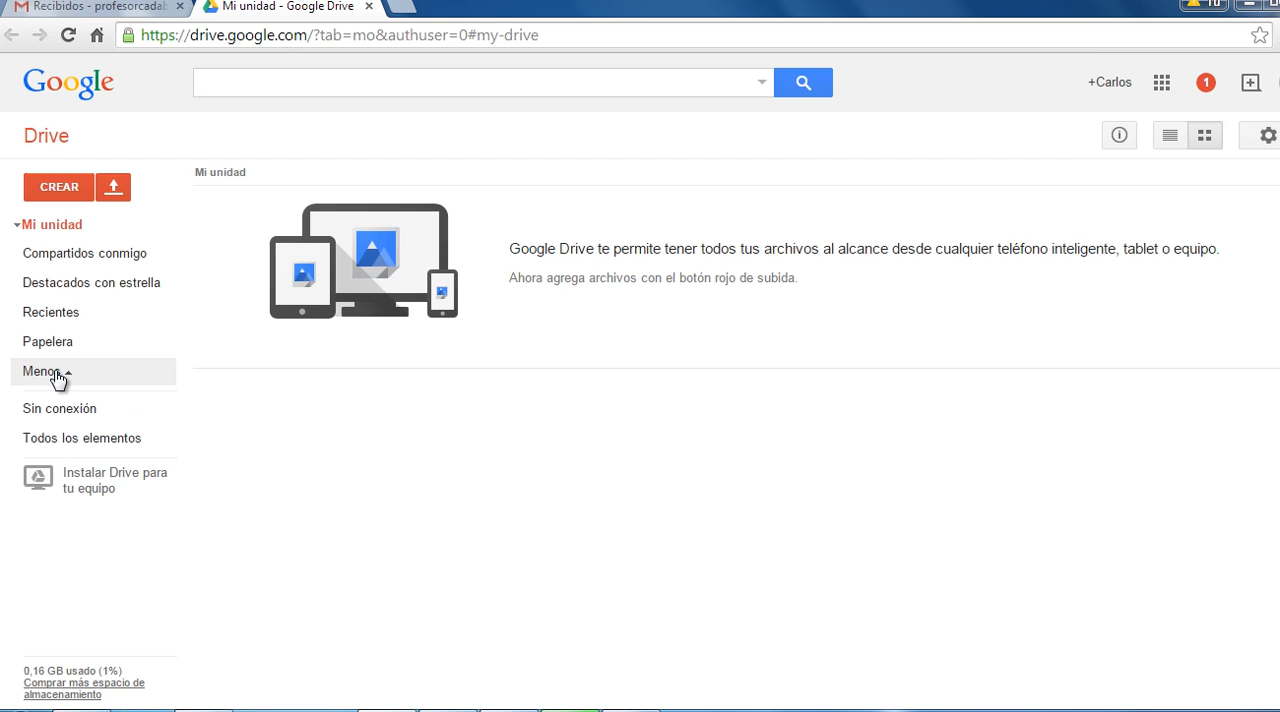 Recibidos - profesorcadab
Mi unidad - Google Drive
https://drive.google.com/?tab=mo&authuser=0#my-drive
Google
+Carlos
1
Drive
CREAR
Mi unidad
Mi unidad
Compartidos conmigo
Destacados con estrella
Recientes
Papelera
Menos
Sin conexión
Todos los elementos
Instalar Drive para
tu equipo
Google Drive te permite tener todos tus archivos al alcance desde cualquier teléfono inteligente, tablet o equipo.
Ahora agrega archivos con el botón rojo de subida.
0,16 GB usado (1%)
Comprar más espacio de
almacenamiento